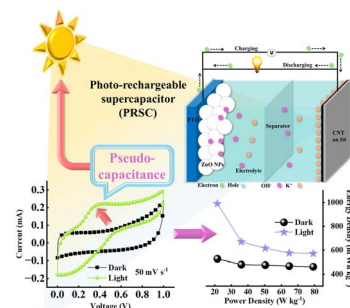 Charging
V
Discharging
Photo-rechargeable
supercapacitor
(PRSC)
Separator
Electrolyte
ZnO NPs
CNT
on SS
Electron Hole OH⁻ K⁺
Pseudo-
capacitance
Current (mA)
0.3
0.2
0.1
0.0
−0.1
−0.2
Dark
Light
50 mV s⁻¹
0.0 0.2 0.4 0.6 0.8 1.0
Voltage (V)
Dark
Light
1000
800
600
400
20 30 40 50 60 70 80
Power Density (W kg⁻¹)